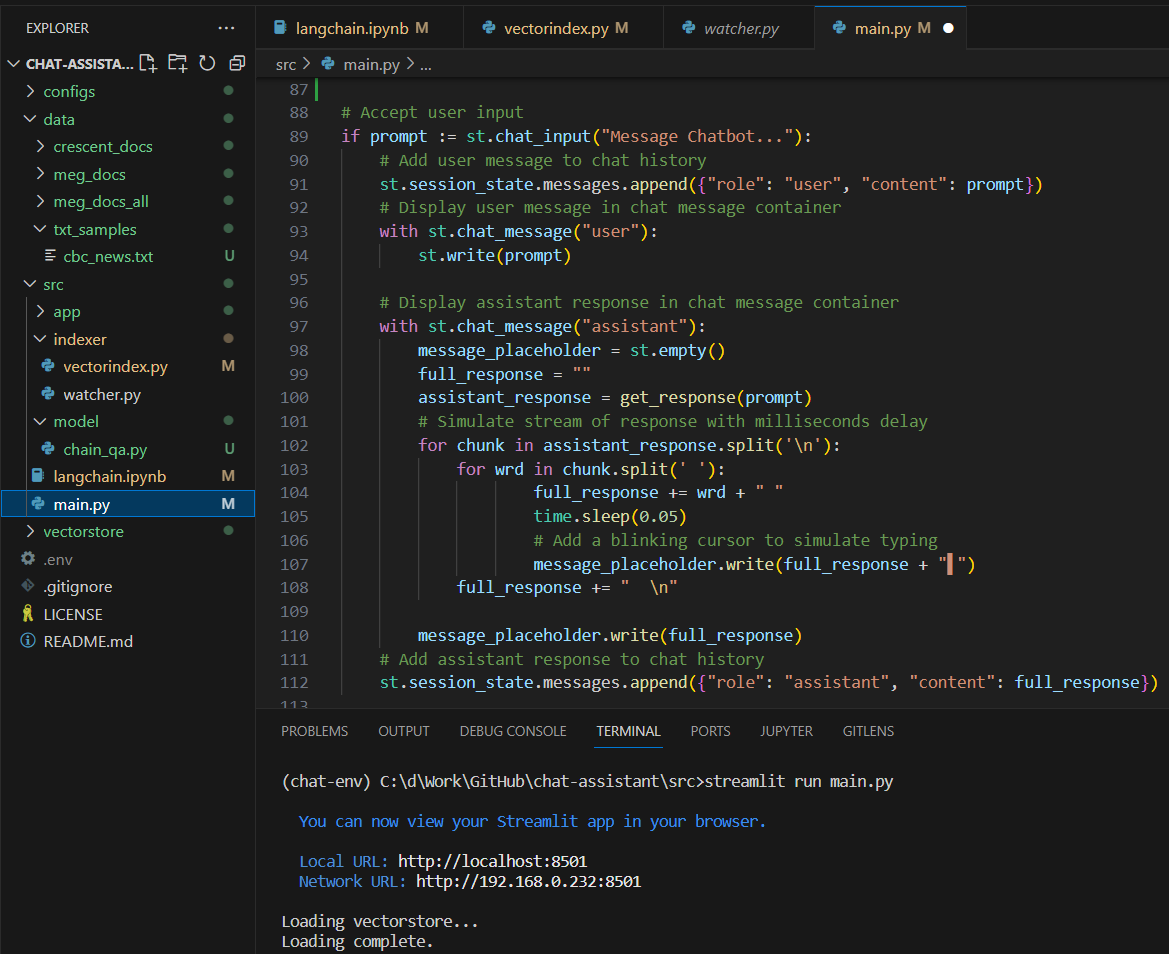 EXPLORER ...
CHAT-ASSISTA...
configs
data
crescent_docs
meg_docs
meg_docs_all
txt_samples
cbc_news.txt U
src
app
indexer
vectorindex.py M
watcher.py
model
chain_qa.py U
langchain.ipynb M
main.py M
vectorstore
.env
.gitignore
LICENSE
README.md
langchain.ipynb M vectorindex.py M watcher.py main.py M
src > main.py > ...
87
88 # Accept user input
89 if prompt := st.chat_input("Message Chatbot..."):
90 # Add user message to chat history
91 st.session_state.messages.append({"role": "user", "content": prompt})
92 # Display user message in chat message container
93 with st.chat_message("user"):
94 st.write(prompt)
95
96 # Display assistant response in chat message container
97 with st.chat_message("assistant"):
98 message_placeholder = st.empty()
99 full_response = ""
100 assistant_response = get_response(prompt)
101 # Simulate stream of response with milliseconds delay
102 for chunk in assistant_response.split('\n'):
103 for wrd in chunk.split(' '):
104 full_response += wrd + " "
105 time.sleep(0.05)
106 # Add a blinking cursor to simulate typing
107 message_placeholder.write(full_response + "▌")
108 full_response += "  \n"
109
110 message_placeholder.write(full_response)
111 # Add assistant response to chat history
112 st.session_state.messages.append({"role": "assistant", "content": full_response})
113
PROBLEMS OUTPUT DEBUG CONSOLE TERMINAL PORTS JUPYTER GITLENS
(chat-env) C:\d\Work\GitHub\chat-assistant\src>streamlit run main.py
You can now view your Streamlit app in your browser.
Local URL: http://localhost:8501
Network URL: http://192.168.0.232:8501
Loading vectorstore...
Loading complete.